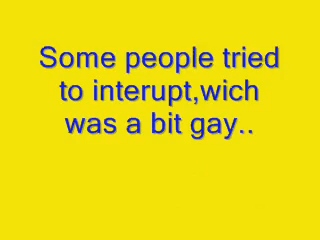 Some people tried
to interupt,wich
was a bit gay..